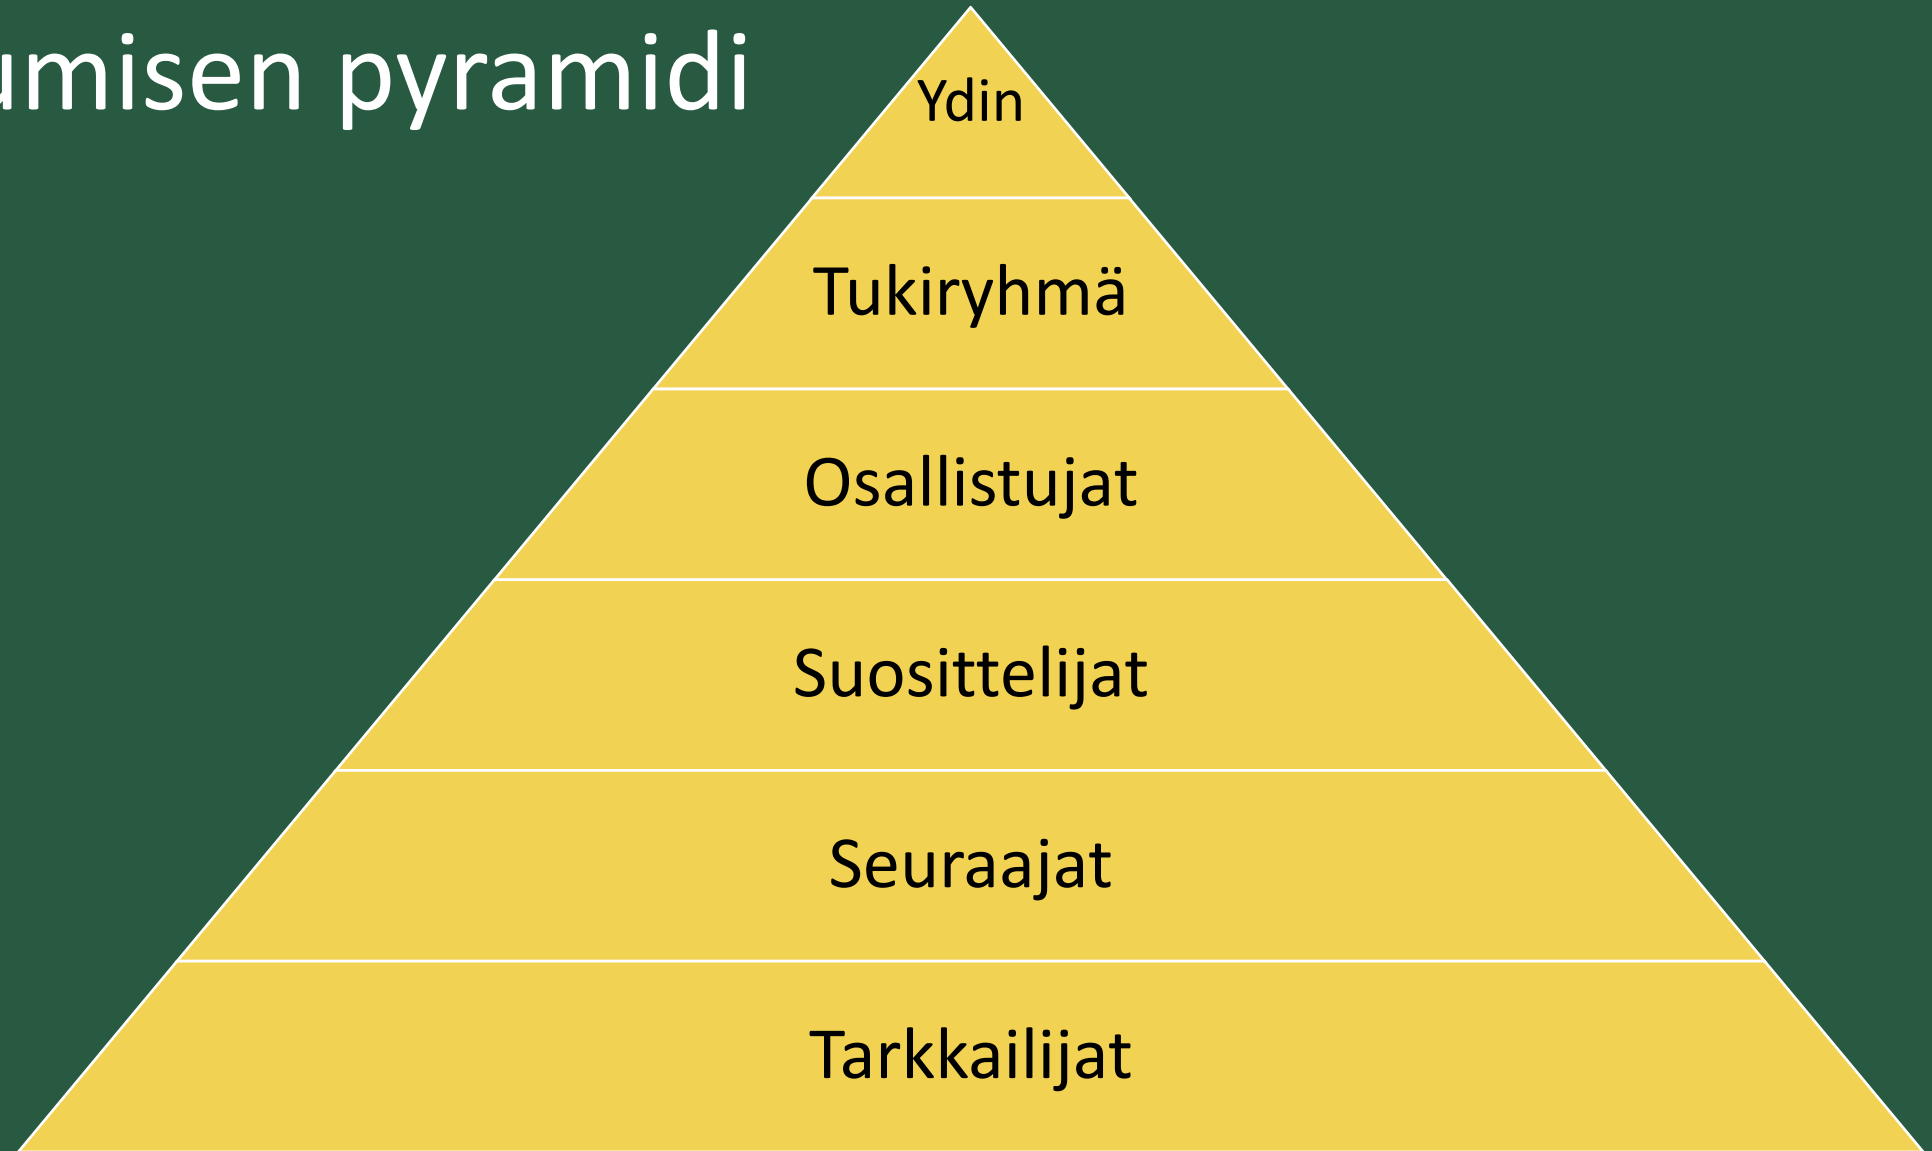 umisen pyramidi
Ydin
Tukiryhmä
Osallistujat
Suosittelijat
Seuraajat
Tarkkailijat